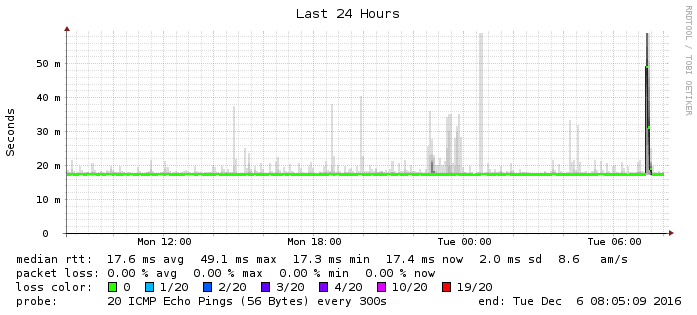 Last 24 Hours
RRDTOOL / TOBI OETIKER
Seconds
50 m
40 m
30 m
20 m
10 m
0
Mon 12:00 Mon 18:00 Tue 00:00 Tue 06:00
median rtt: 17.6 ms avg 49.1 ms max 17.3 ms min 17.4 ms now 2.0 ms sd 8.6 am/s
packet loss: 0.00 % avg 0.00 % max 0.00 % min 0.00 % now
loss color: 0 1/20 2/20 3/20 4/20 10/20 19/20
probe: 20 ICMP Echo Pings (56 Bytes) every 300s end: Tue Dec 6 08:05:09 2016